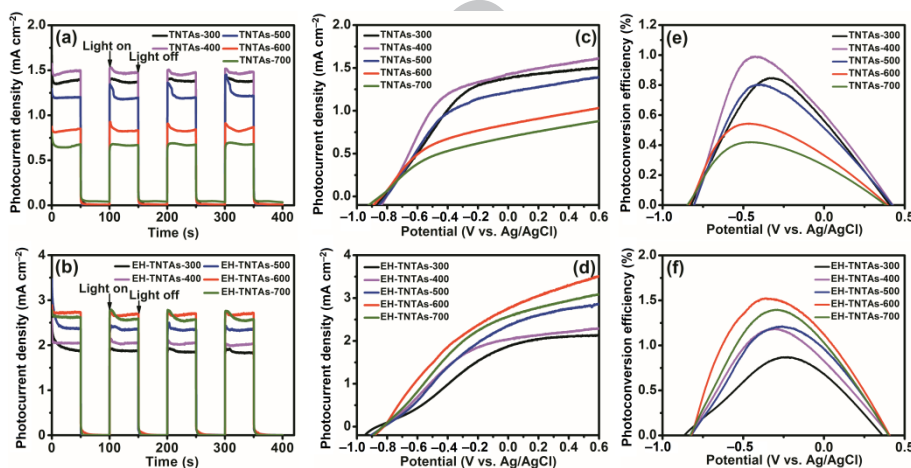 (a)
TNTAs-300
TNTAs-500
TNTAs-400
TNTAs-600
TNTAs-700
Light on
Light off
Photocurrent density (mA cm⁻²)
2.0
1.5
1.0
0.5
0.0
0
100
200
300
400
Time (s)
(c)
TNTAs-300
TNTAs-400
TNTAs-500
TNTAs-600
TNTAs-700
Photocurrent density (mA cm⁻²)
2.0
1.5
1.0
0.5
0.0
−1.0 −0.8 −0.6 −0.4 −0.2 0.0 0.2 0.4 0.6
Potential (V vs. Ag/AgCl)
(e)
TNTAs-300
TNTAs-400
TNTAs-500
TNTAs-600
TNTAs-700
Photoconversion efficiency (%)
1.2
1.0
0.8
0.6
0.4
0.2
0.0
−1.0 −0.5 0.0 0.5
Potential (V vs. Ag/AgCl)
(b)
EH-TNTAs-300
EH-TNTAs-500
EH-TNTAs-400
EH-TNTAs-600
EH-TNTAs-700
Light on
Light off
Photocurrent density (mA cm⁻²)
4
3
2
1
0
0
100
200
300
400
Time (s)
(d)
EH-TNTAs-300
EH-TNTAs-400
EH-TNTAs-500
EH-TNTAs-600
EH-TNTAs-700
Photocurrent density (mA cm⁻²)
4
3
2
1
0
−1.0 −0.8 −0.6 −0.4 −0.2 0.0 0.2 0.4 0.6
Potential (V vs. Ag/AgCl)
(f)
EH-TNTAs-300
EH-TNTAs-400
EH-TNTAs-500
EH-TNTAs-600
EH-TNTAs-700
Photoconversion efficiency (%)
2.0
1.5
1.0
0.5
0.0
−1.0 −0.5 0.0 0.5
Potential (V vs. Ag/AgCl)